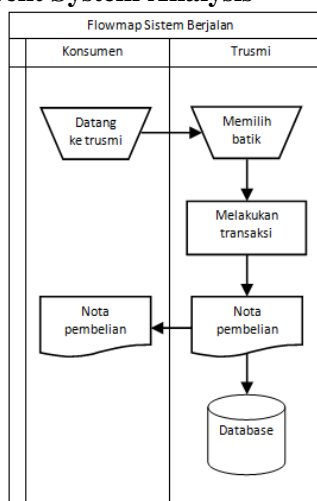 Flowmap Sistem Berjalan
Konsumen
Trusmi
Datang
ke trusmi
Memilih
batik
Melakukan
transaksi
Nota
pembelian
Nota
pembelian
Database